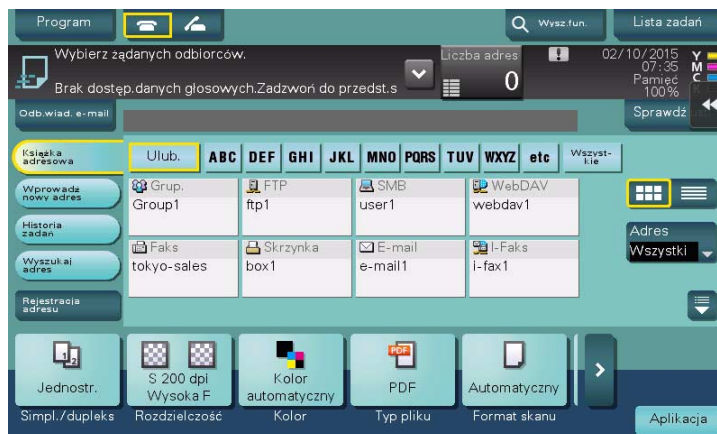 Program
Wysz.fun.
Lista zadań
Wybierz żądanych odbiorców.
Brak dostęp.danych głosowych.Zadzwoń do przedst.s
Liczba adres
0
02/10/2015
07:35
Pamięć
100%
Y
M
C
K
Odb.wiad. e-mail
Sprawdź
Książka
adresowa
Ulub.
ABC
DEF
GHI
JKL
MNO
PQRS
TUV
WXYZ
etc
Wszyst-
kie
Wprowadź
nowy adres
Historia
zadań
Wyszukaj
adres
Rejestracja
adresu
Grup.
Group1
FTP
ftp1
SMB
user1
WebDAV
webdav1
Faks
tokyo-sales
Skrzynka
box1
E-mail
e-mail1
I-Faks
i-fax1
Adres
Wszystki
1 2
Jednostr.
Simpl./dupleks
S 200 dpi
Wysoka F
Rozdzielczość
Kolor
automatyczny
Kolor
PDF
PDF
Typ pliku
Automatyczny
Format skanu
Aplikacja